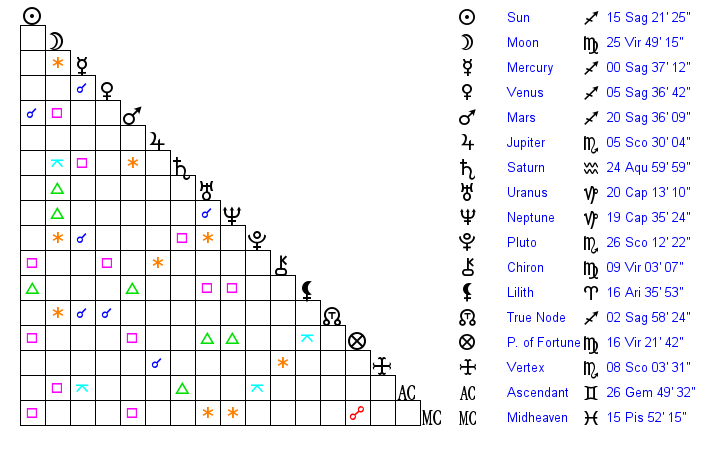 Sun 15 Sag 21' 25"
Moon 25 Vir 49' 15"
Mercury 00 Sag 37' 12"
Venus 05 Sag 36' 42"
Mars 20 Sag 36' 09"
Jupiter 05 Sco 30' 04"
Saturn 24 Aqu 59' 59"
Uranus 20 Cap 13' 10"
Neptune 19 Cap 35' 24"
Pluto 26 Sco 12' 22"
Chiron 09 Vir 03' 07"
Lilith 16 Ari 35' 53"
True Node 02 Sag 58' 24"
P. of Fortune 16 Vir 21' 42"
Vertex 08 Sco 03' 31"
AC AC Ascendant 26 Gem 49' 32"
MC MC Midheaven 15 Pis 52' 15"